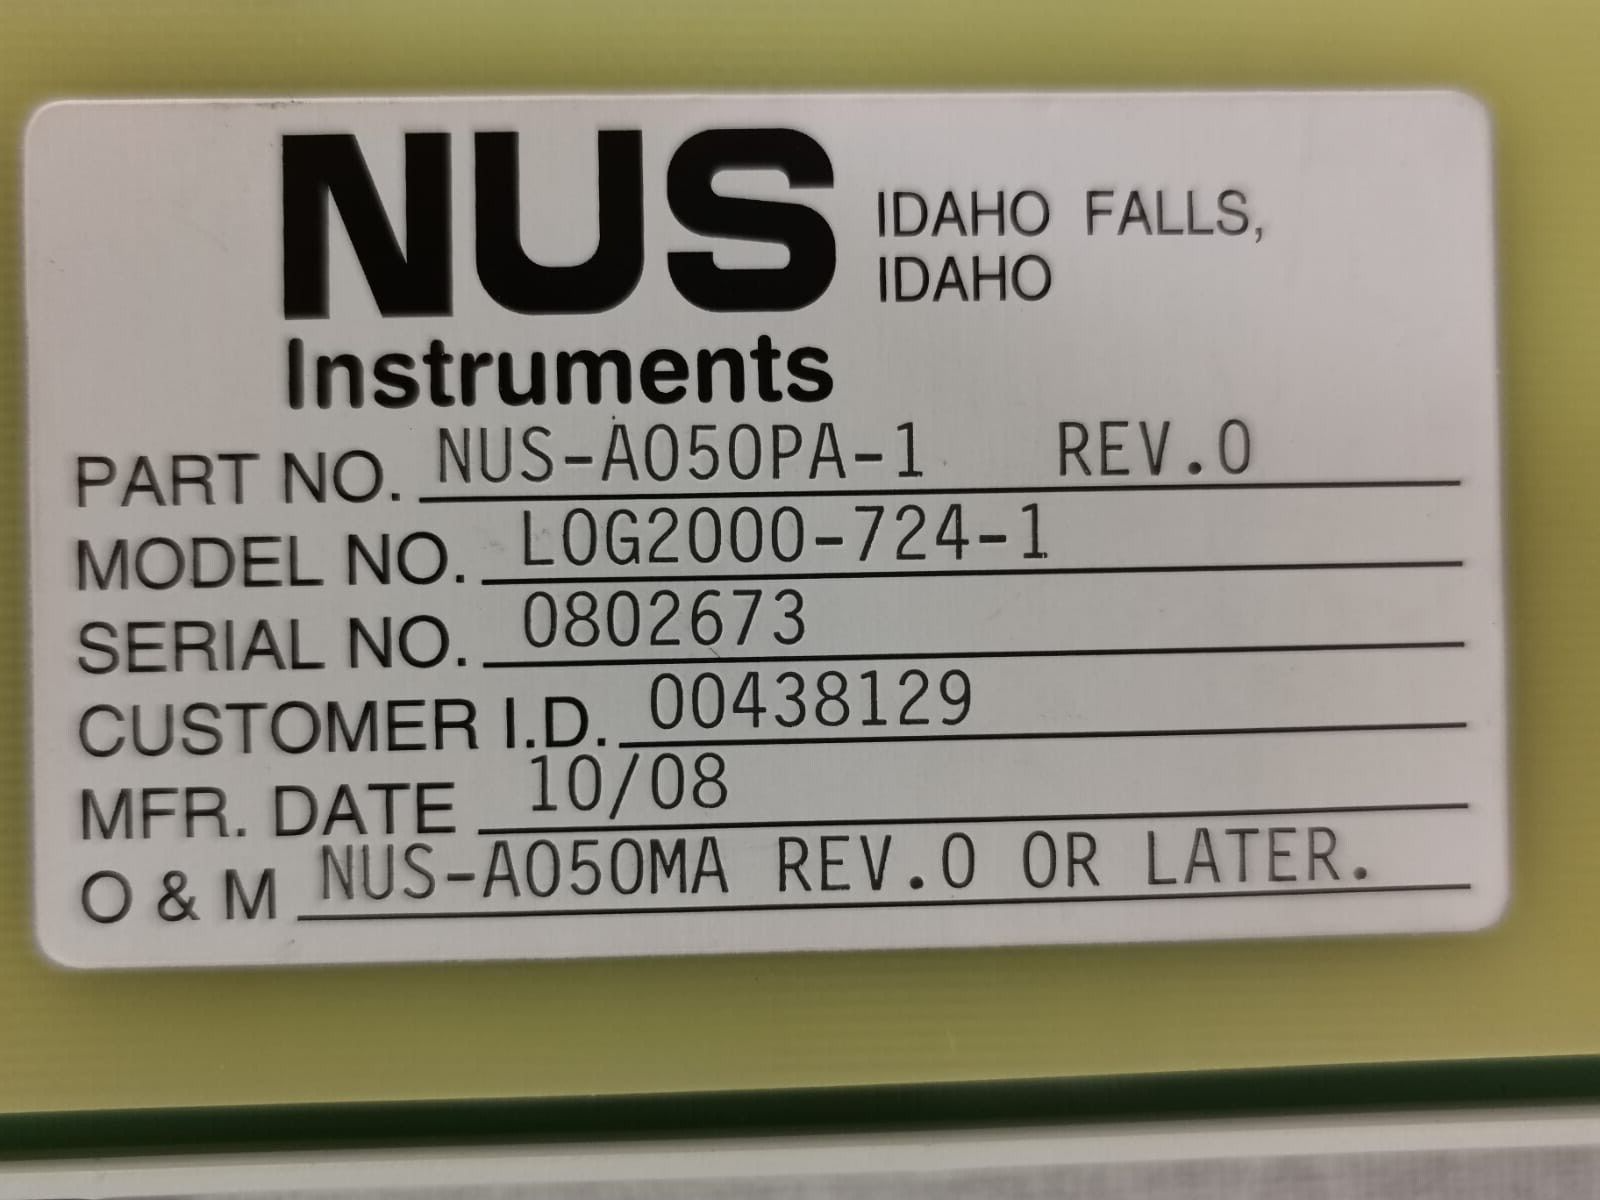 NUS IDAHO FALLS,
IDAHO
Instruments
PART NO. NUS-A050PA-1 REV.0
MODEL NO. LOG2000-724-1
SERIAL NO. 0802673
CUSTOMER I.D. 00438129
MFR. DATE 10/08
O & M NUS-A050MA REV.0 OR LATER.